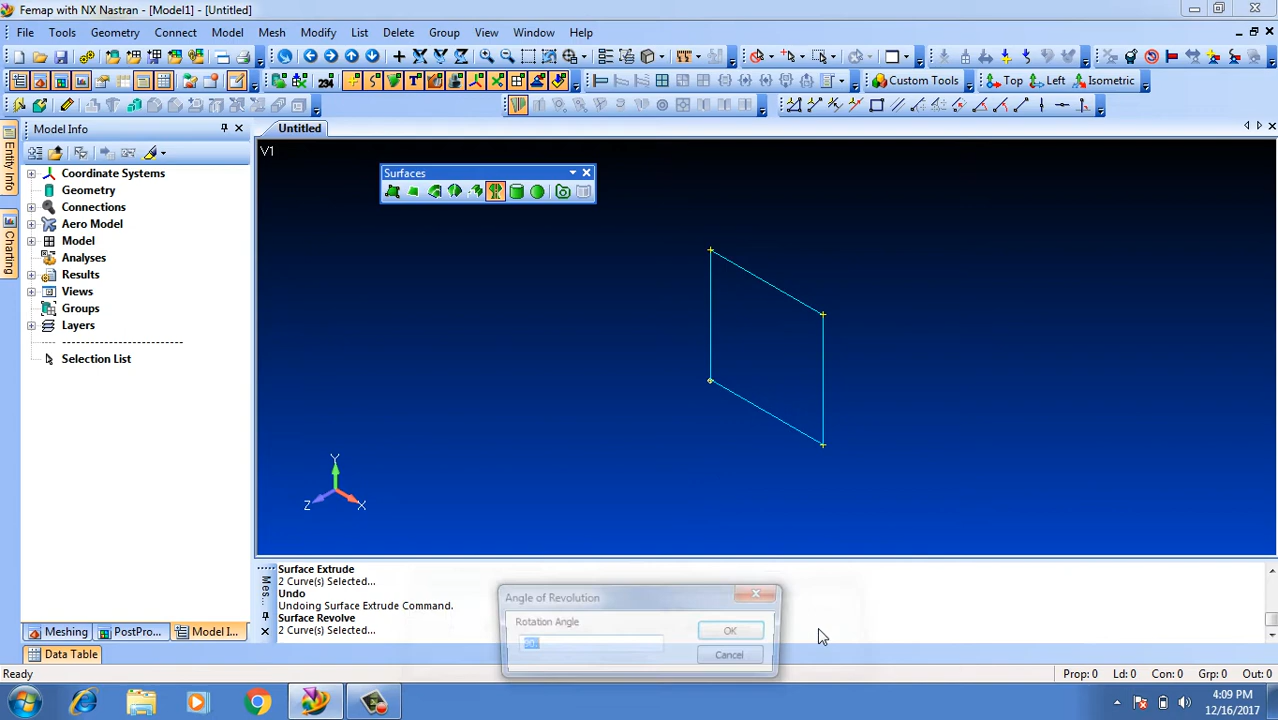 Femap with NX Nastran - [Model1] - [Untitled]
File Tools Geometry Connect Model Mesh Modify List Delete Group View Window Help
Custom Tools Top Left Isometric
Model Info
Untitled
Entity Info
Charting
V1
Surfaces
Coordinate Systems
Geometry
Connections
Aero Model
Model
Analyses
Results
Views
Groups
Layers
Selection List
Y
Z
X
Mes...
Surface Extrude
2 Curve(s) Selected...
Undo
Undoing Surface Extrude Command.
Surface Revolve
2 Curve(s) Selected...
Angle of Revolution
Rotation Angle
OK
Cancel
Meshing PostPro... Model I...
Data Table
Ready
Prop: 0 Ld: 0 Con: 0 Grp: 0 Out: 0
4:09 PM
12/16/2017